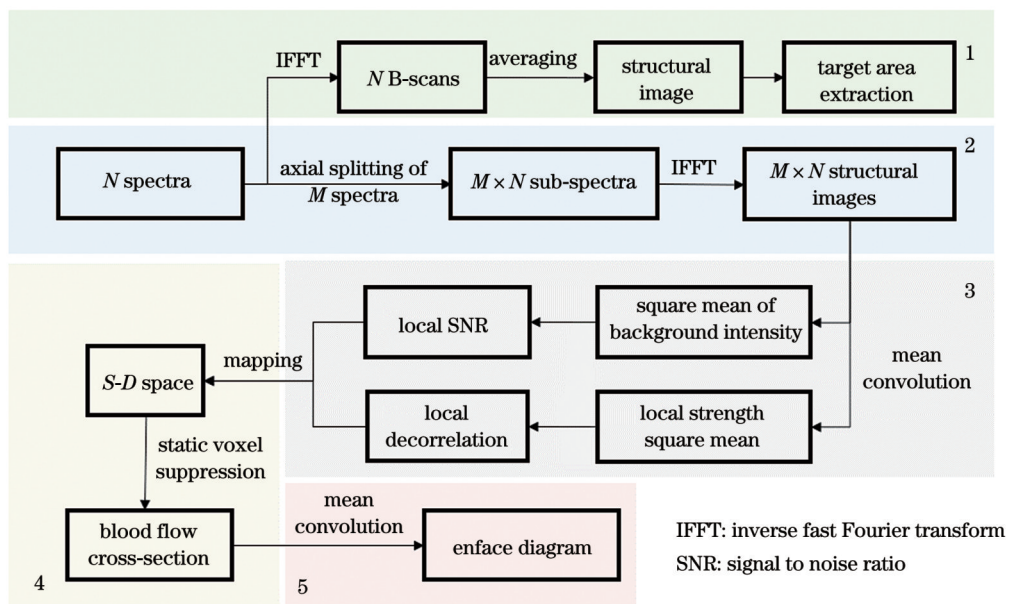 1
IFFT
N B-scans
averaging
structural
image
target area
extraction
2
N spectra
axial splitting of
M spectra
M × N sub-spectra
IFFT
M × N structural
images
3
mean
convolution
square mean of
background intensity
local SNR
local strength
square mean
local
decorrelation
mapping
S-D space
static voxel
suppression
blood flow
cross-section
4
mean
convolution
enface diagram
5
IFFT: inverse fast Fourier transform
SNR: signal to noise ratio